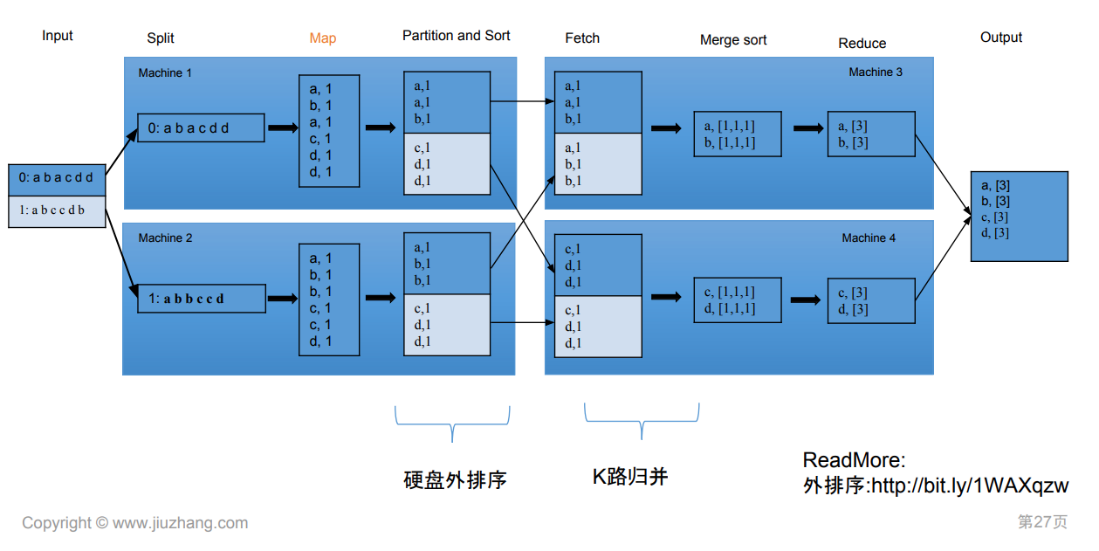 Input
Split
Map
Partition and Sort
Fetch
Merge sort
Reduce
Output
Machine 1
0: a b a c d d
a, 1
b, 1
a, 1
c, 1
d, 1
d, 1
a,1
a,1
b,1
c,1
d,1
d,1
Machine 3
a,1
a,1
b,1
a,1
b,1
b,1
a, [1,1,1]
b, [1,1,1]
a, [3]
b, [3]
0: a b a c d d
1: a b c c d b
Machine 2
1: a b b c c d
a, 1
b, 1
b, 1
c, 1
c, 1
d, 1
a,1
b,1
b,1
c,1
d,1
d,1
Machine 4
c,1
d,1
d,1
c,1
d,1
d,1
c, [1,1,1]
d, [1,1,1]
c, [3]
d, [3]
a, [3]
b, [3]
c, [3]
d, [3]
硬盘外排序
K路归并
ReadMore:
外排序:http://bit.ly/1WAXqzw
Copyright © www.jiuzhang.com
第27页